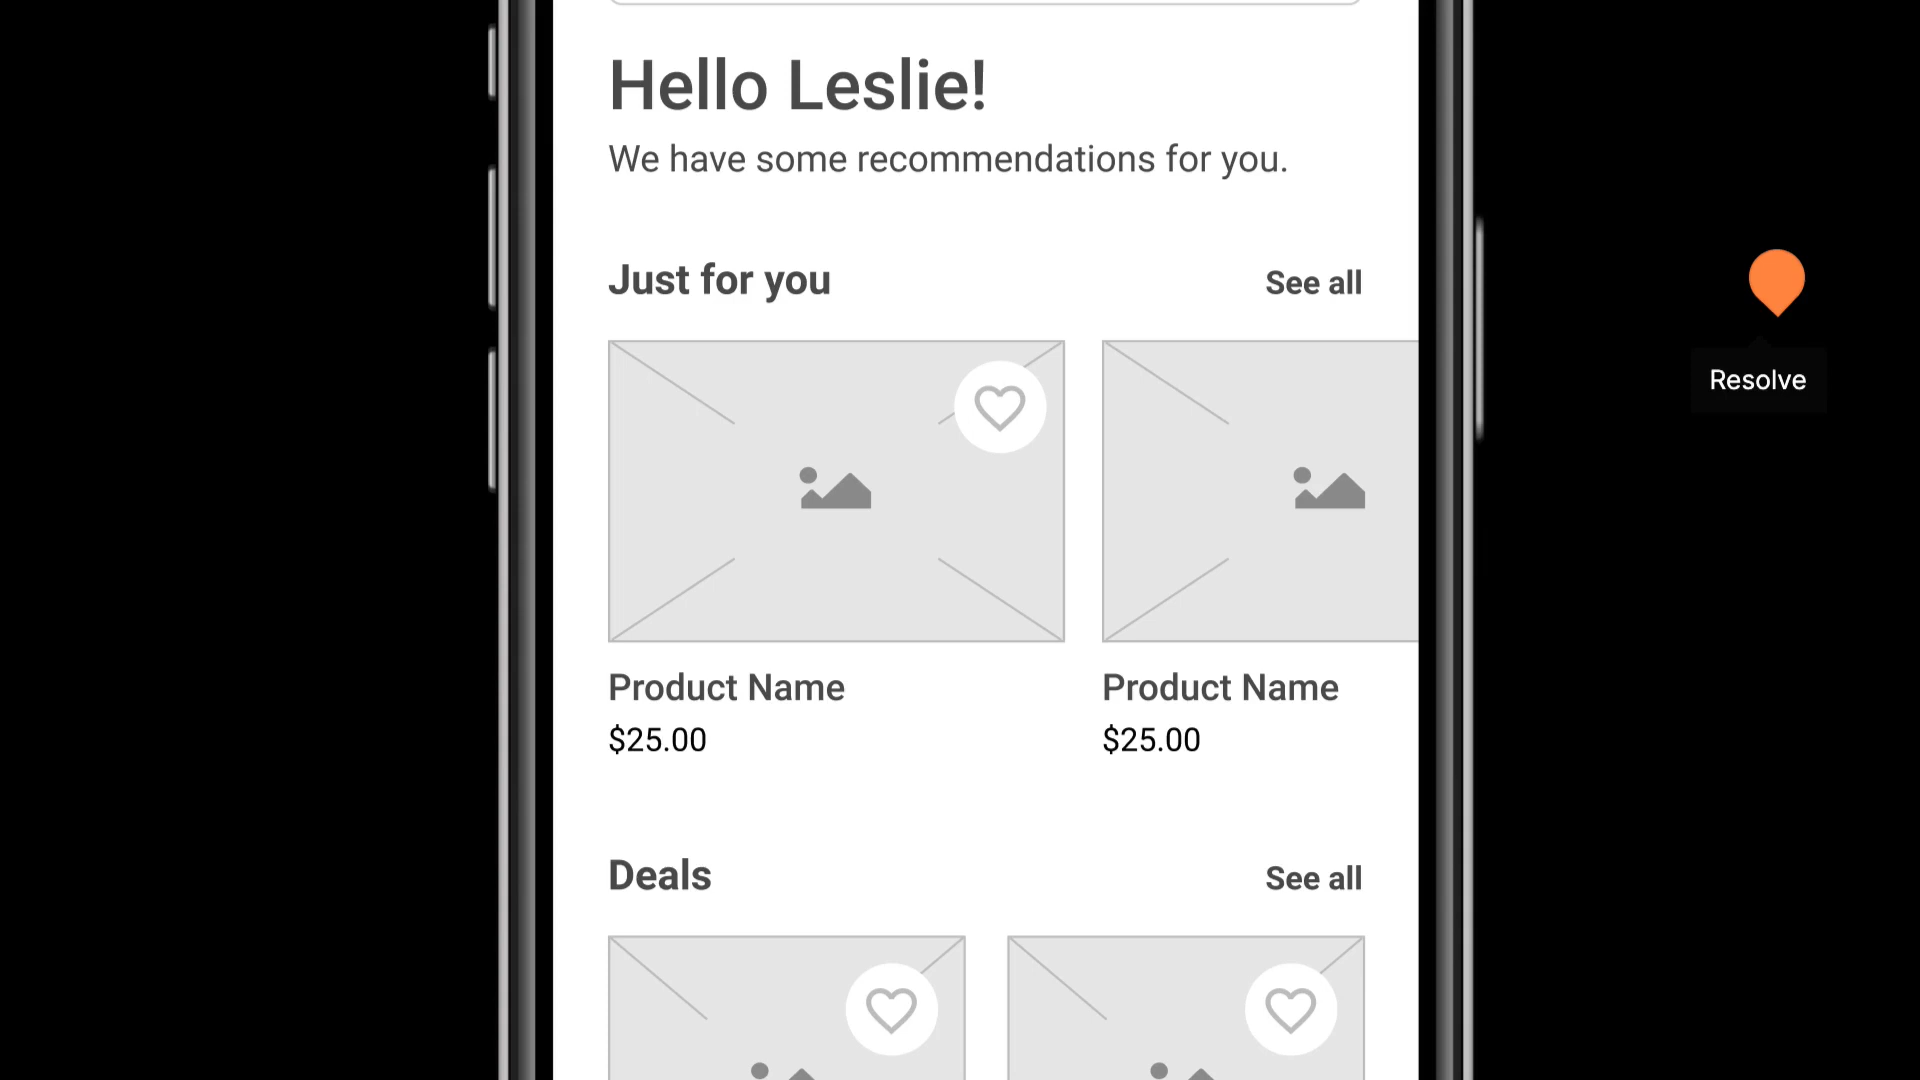 Hello Leslie!
We have some recommendations for you.
Just for you
See all
Resolve
Product Name
$25.00
Product Name
$25.00
Deals
See all